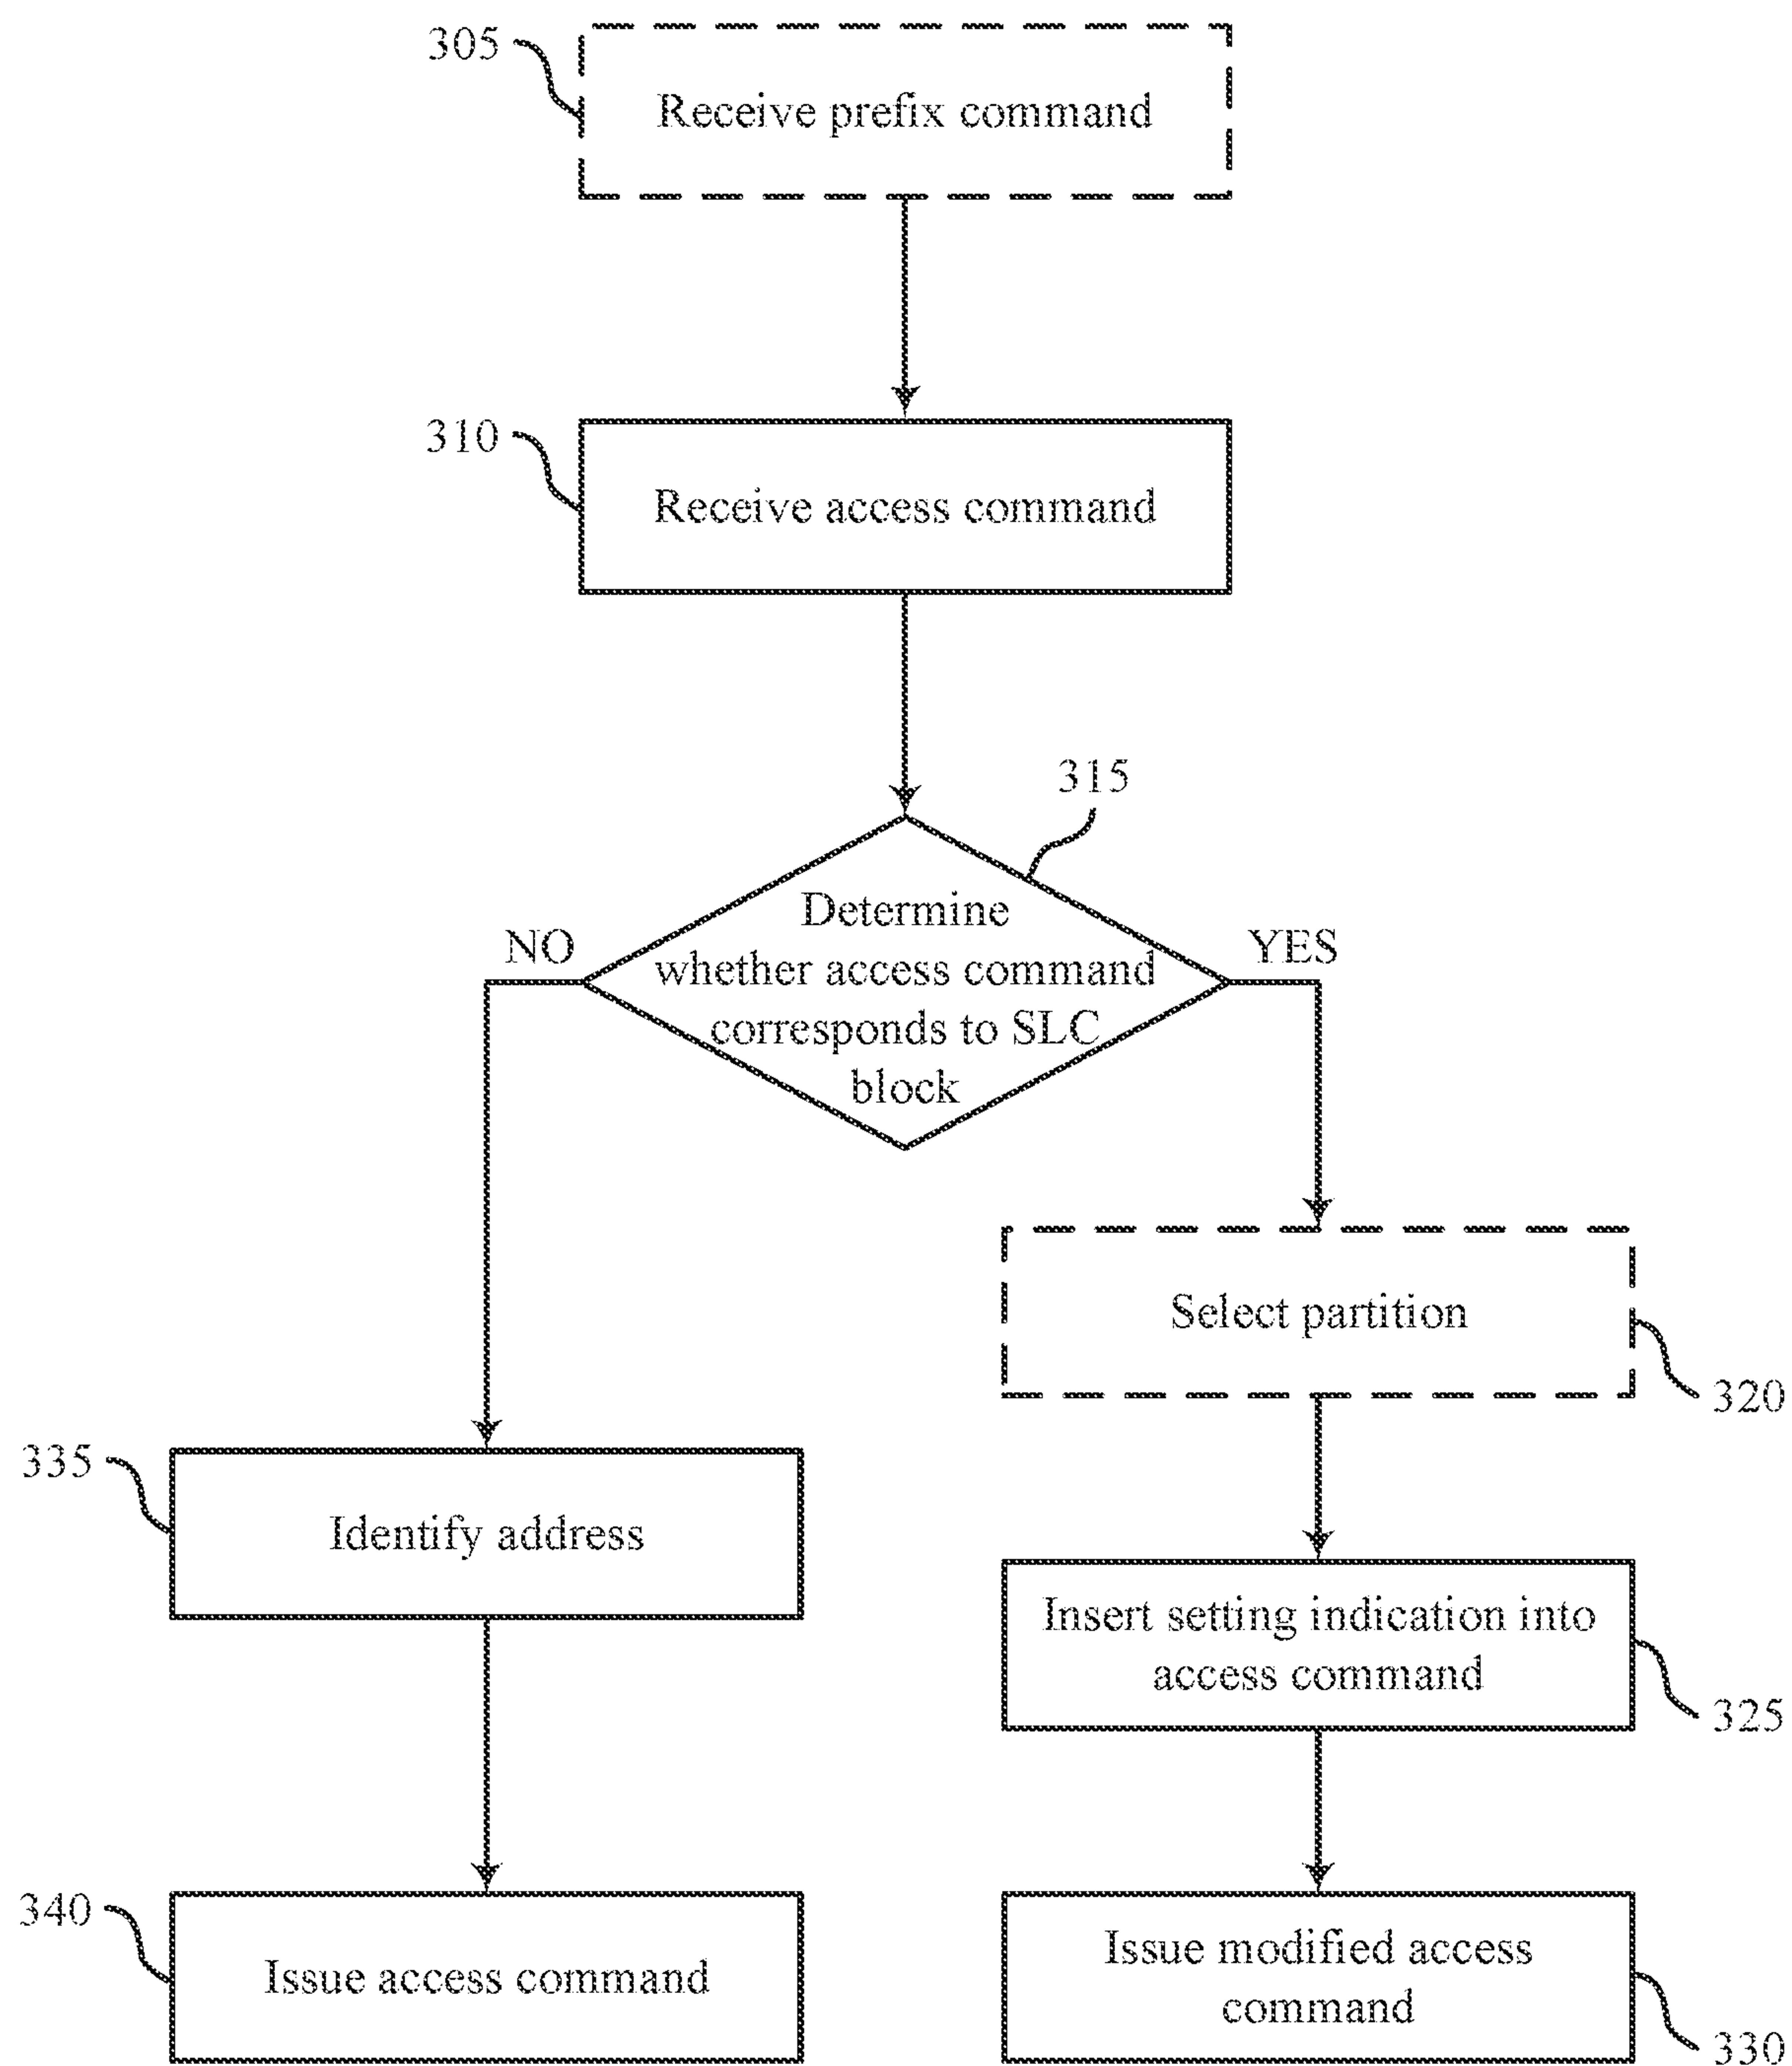 305
Receive prefix command
310
Receive access command
315
Determine
whether access command
corresponds to SLC
block
NO
YES
Select partition
320
335
Identify address
Insert setting indication into
access command
325
340
Issue access command
Issue modified access
command
330